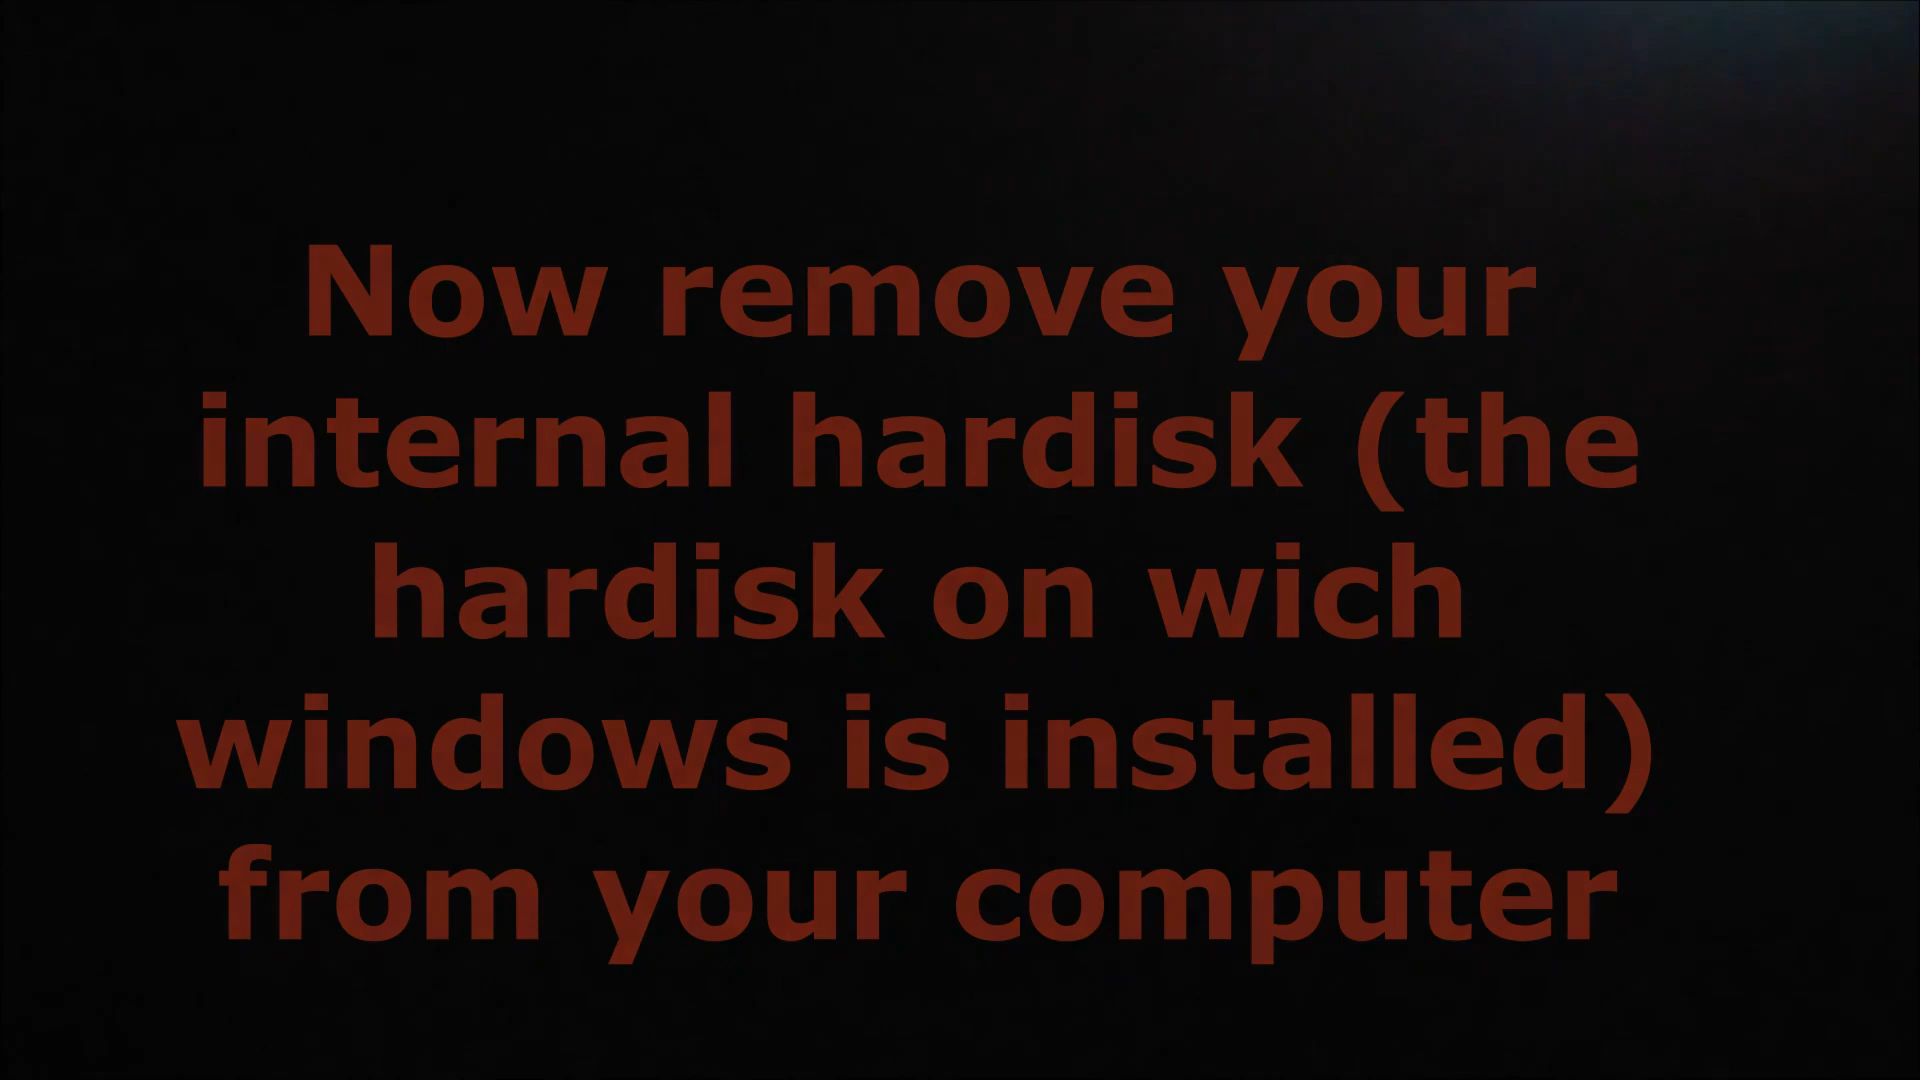 Now remove your
internal hardisk (the
hardisk on wich
windows is installed)
from your computer